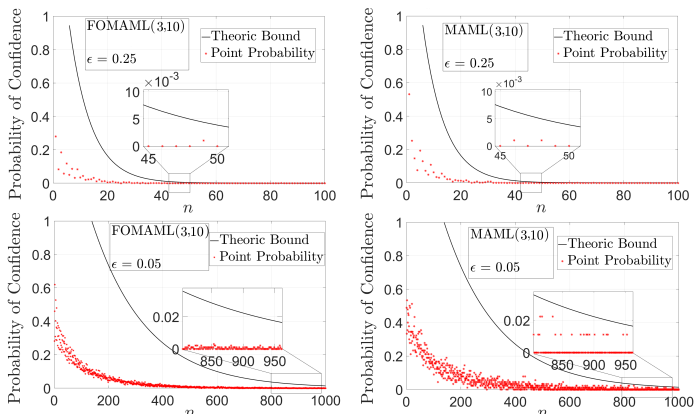 FOMAML(3,10)
ϵ = 0.25
Theoric Bound
Point Probability
Probability of Confidence
1
0.8
0.6
0.4
0.2
0
10 ×10⁻³
5
0
45
50
0 20 40 60 80 100
n
MAML(3,10)
ϵ = 0.25
Theoric Bound
Point Probability
Probability of Confidence
1
0.8
0.6
0.4
0.2
0
10 ×10⁻³
5
0
45
50
0 20 40 60 80 100
n
FOMAML(3,10)
ϵ = 0.05
Theoric Bound
Point Probability
Probability of Confidence
1
0.8
0.6
0.4
0.2
0
0.02
0
850 900 950
0 200 400 600 800 1000
n
MAML(3,10)
ϵ = 0.05
Theoric Bound
Point Probability
Probability of Confidence
1
0.8
0.6
0.4
0.2
0
0.02
0
850 900 950
0 200 400 600 800 1000
n